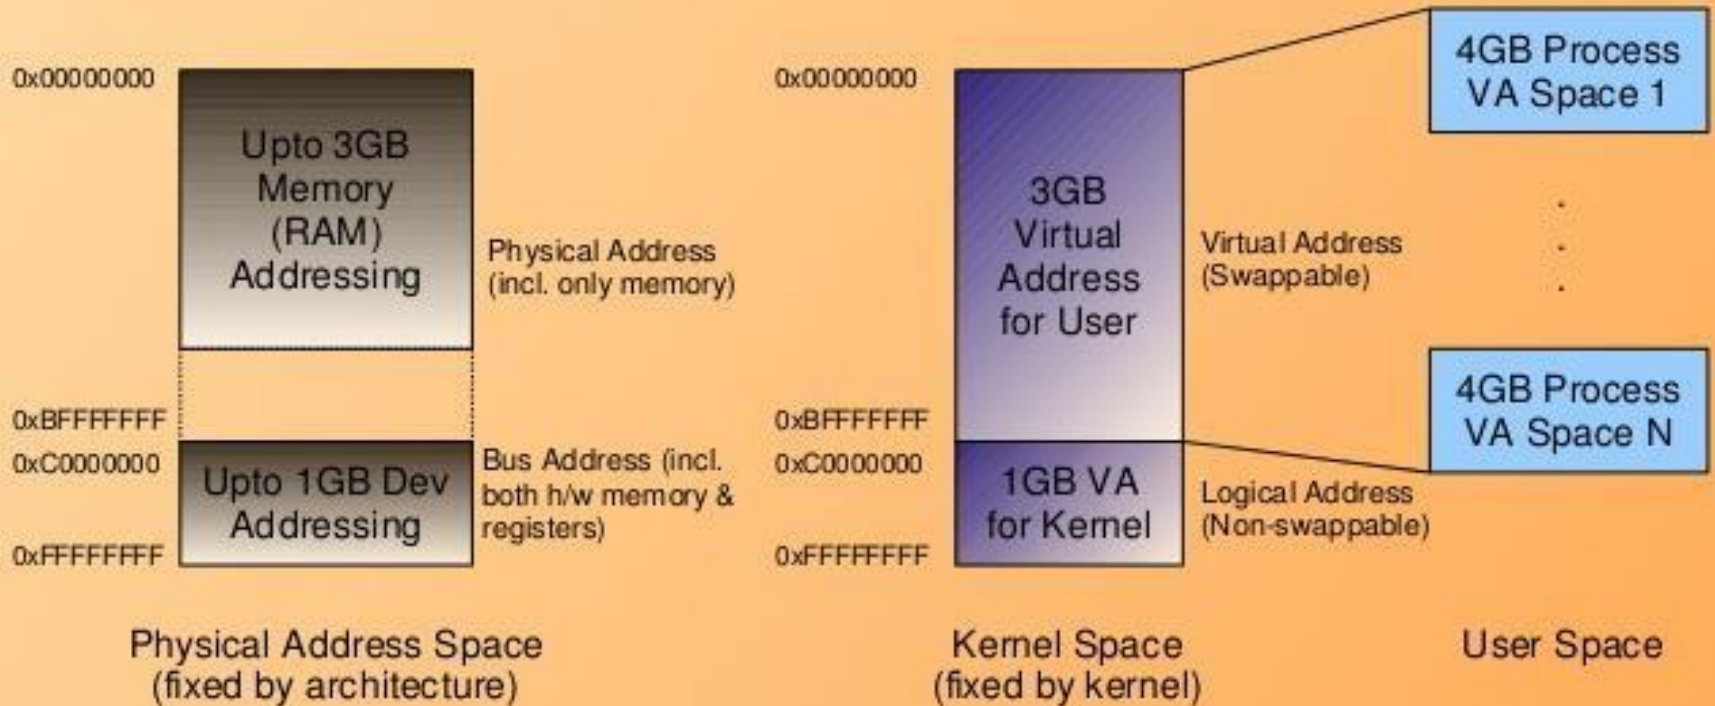 0x00000000
Upto 3GB
Memory
(RAM)
Addressing
Physical Address
(incl. only memory)
0xBFFFFFFF
0xC0000000
Upto 1GB Dev
Addressing
Bus Address (incl.
both h/w memory &
registers)
0xFFFFFFFF
Physical Address Space
(fixed by architecture)
0x00000000
3GB
Virtual
Address
for User
Virtual Address
(Swappable)
0xBFFFFFFF
0xC0000000
1GB VA
for Kernel
Logical Address
(Non-swappable)
0xFFFFFFFF
Kernel Space
(fixed by kernel)
4GB Process
VA Space 1
.
.
.
4GB Process
VA Space N
User Space